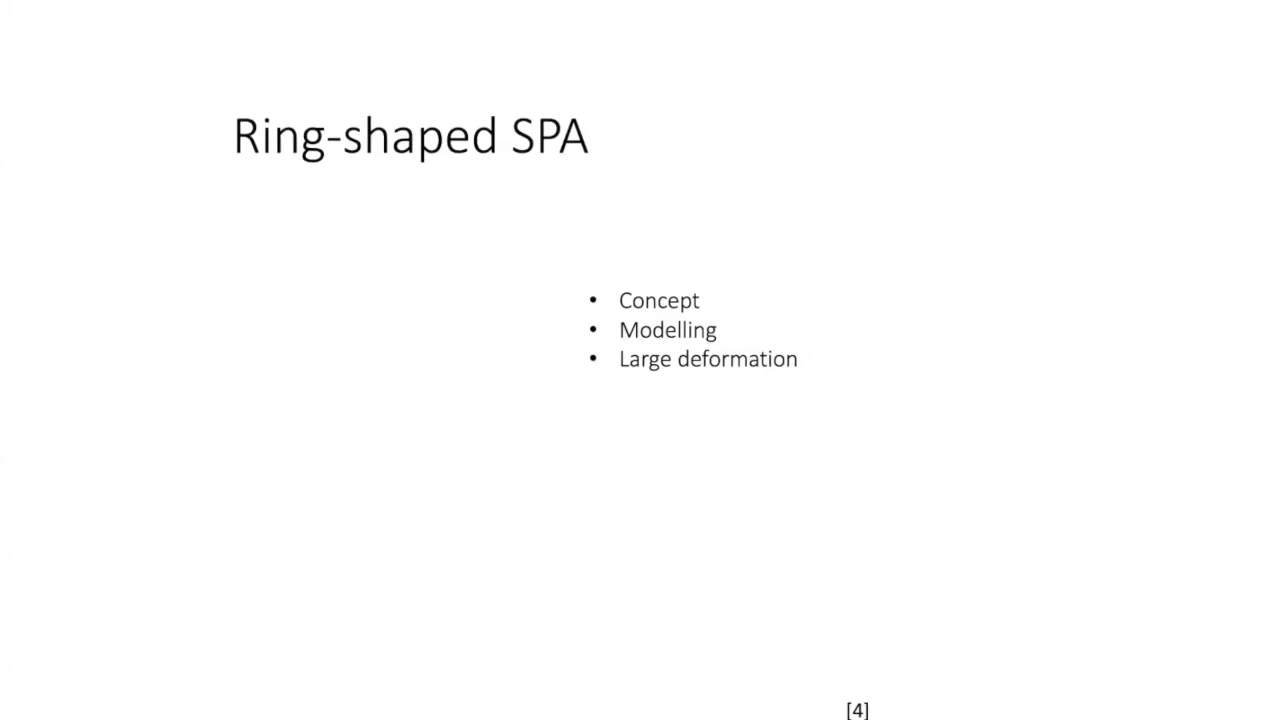 Ring-shaped SPA
• Concept
• Modelling
• Large deformation
[4]